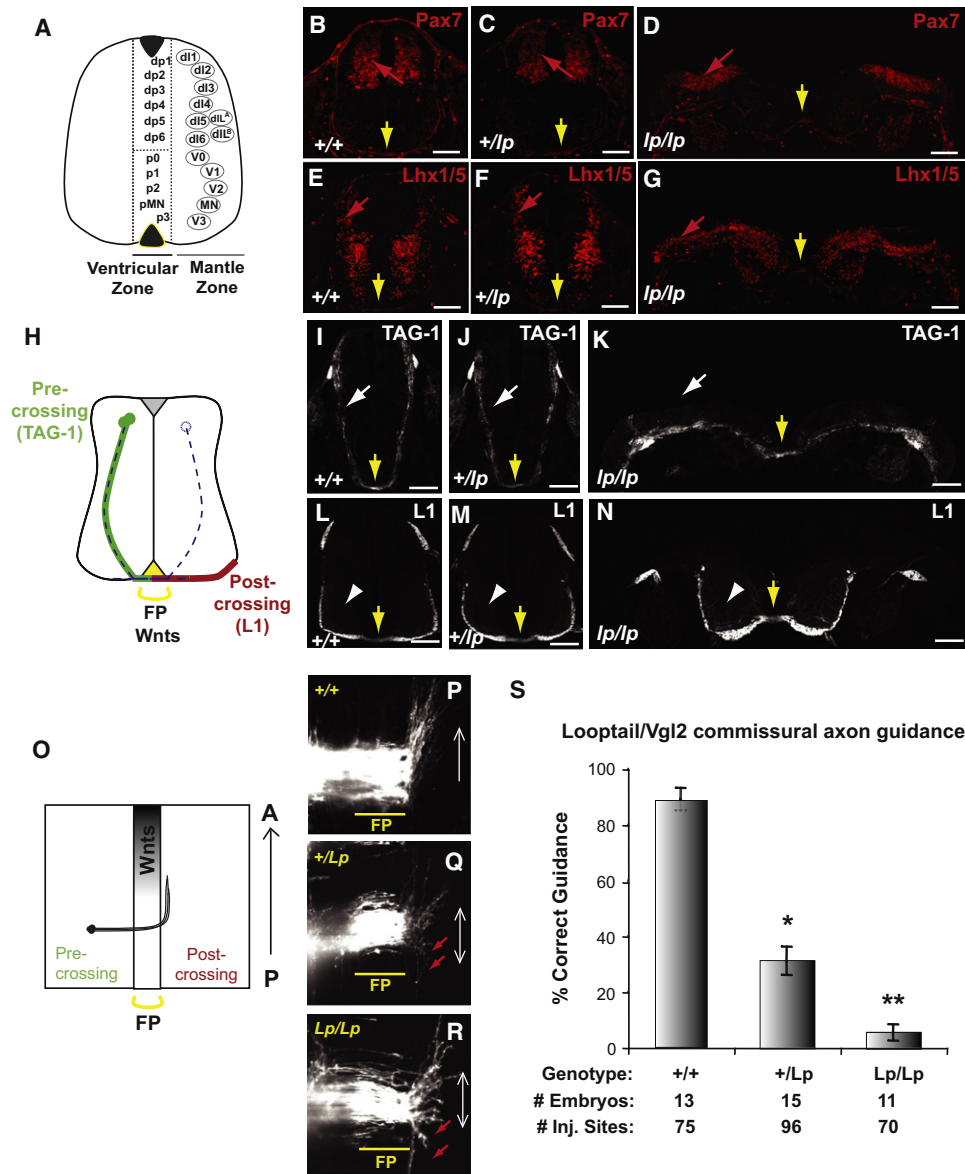 A
dp1
dp2
dp3
dp4
dp5
dp6
p0
p1
p2
pMN
p3
dI1
dI2
dI3
dI4
dI5
dILᴬ
dI6
dILᴮ
V0
V1
V2
MN
V3
Ventricular Zone
Mantle Zone
B
Pax7
+/+
C
+/lp
D
Pax7
lp/lp
E
Lhx1/5
+/+
F
+/lp
G
Lhx1/5
lp/lp
H
Pre-
crossing
(TAG-1)
FP
Wnts
Post-
crossing
(L1)
I
TAG-1
+/+
J
TAG-1
+/lp
K
TAG-1
lp/lp
L
L1
+/+
M
L1
+/lp
N
L1
lp/lp
O
Wnts
A
P
Pre-
crossing
Post-
crossing
FP
+/+
P
FP
+/Lp
Q
FP
Lp/Lp
R
FP
S
Looptail/Vgl2 commissural axon guidance
% Correct Guidance
100
80
60
40
20
0
*
**
Genotype: +/+ +/Lp Lp/Lp
# Embryos: 13 15 11
# Inj. Sites: 75 96 70